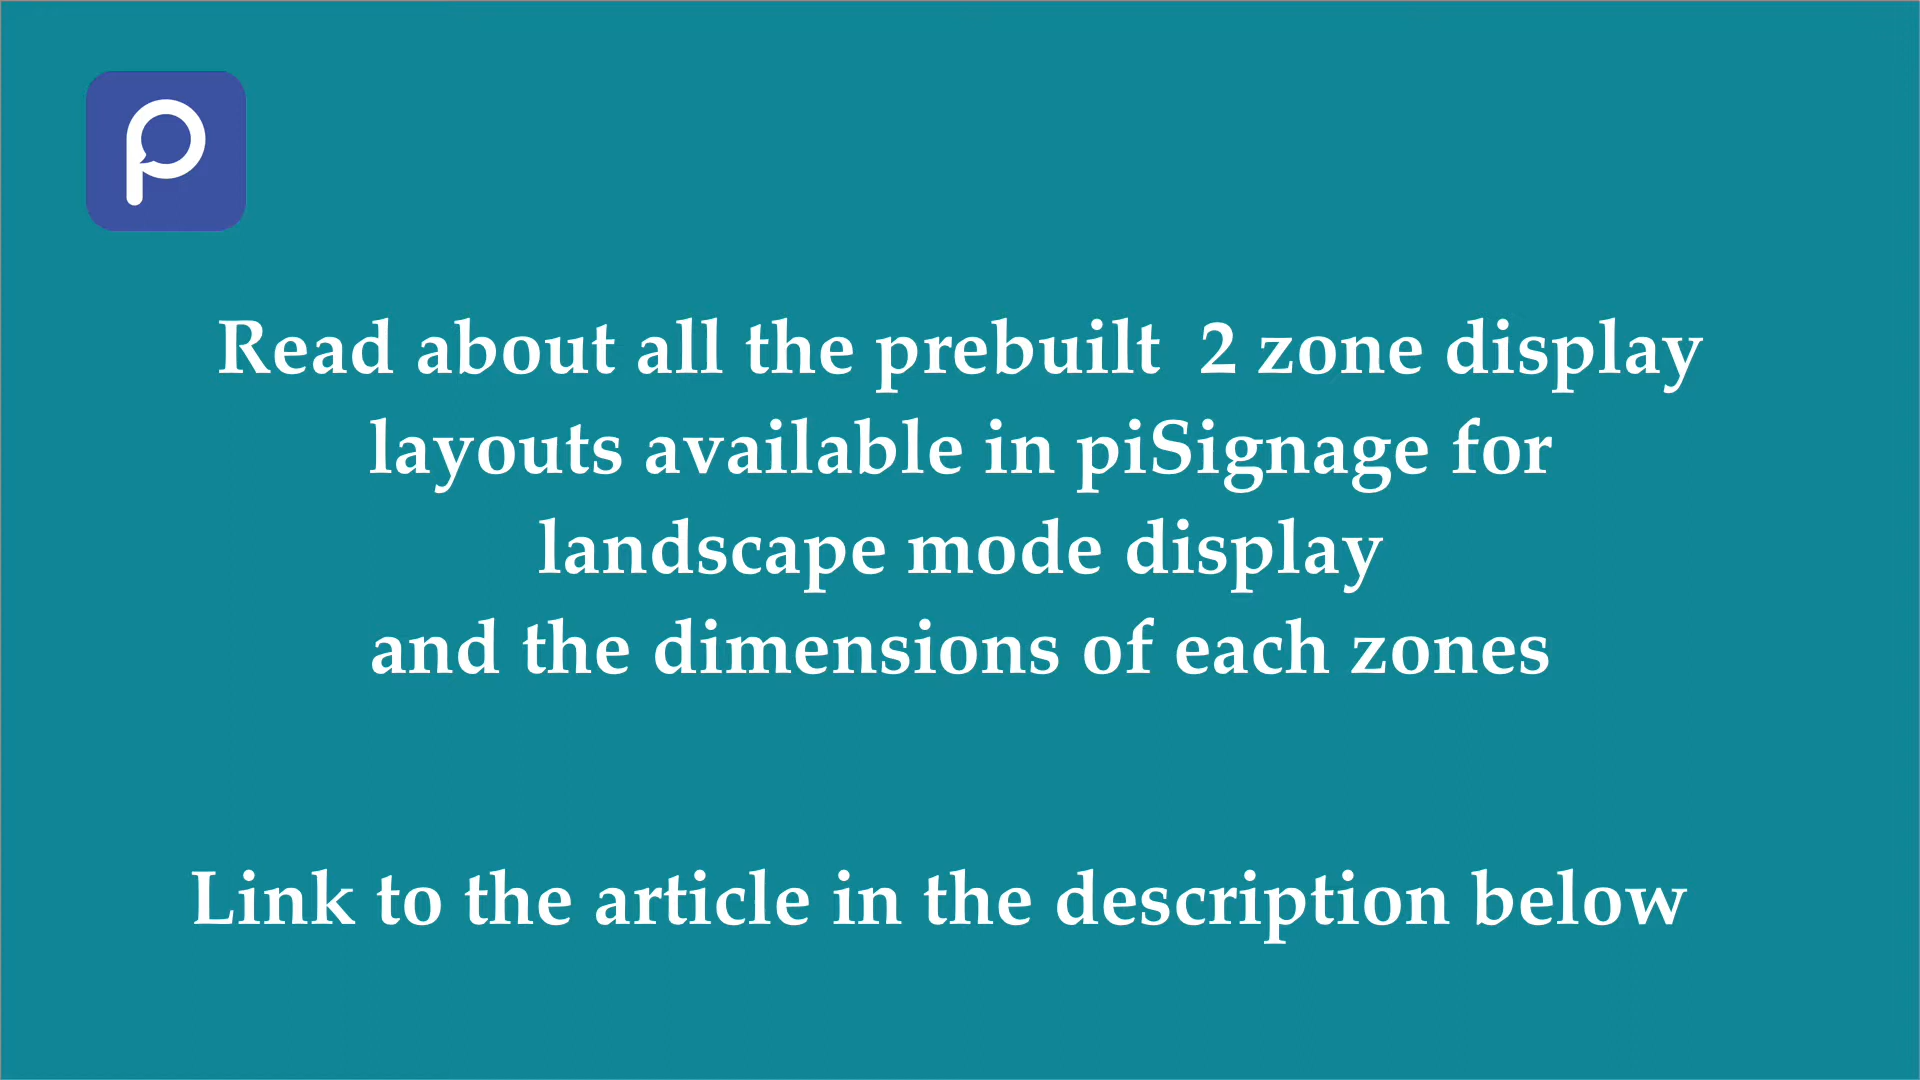 Read about all the prebuilt  2 zone display
layouts available in piSignage for
landscape mode display
and the dimensions of each zones
Link to the article in the description below